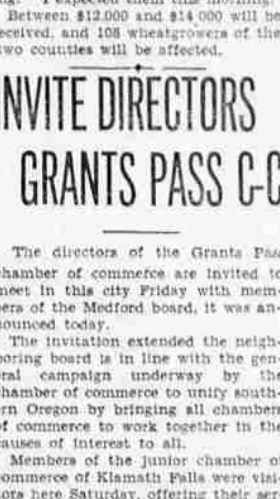 I expected them this morning.
Between $12.000 and $14 000 will be
eceived, and 108 wheatgrowers of the
two counties will be affected.
NVITE DIRECTORS
GRANTS PASS C-C
The directors of the Grants Pass
chamber of commerce are invited to
meet in this city Friday with mem-
bers of the Medford board, it was an-
nounced today.
The invitation extended the neigh-
boring board is in line with the gen-
eral campaign underway by the
chamber of commerce to unify south-
ern Oregon by bringing all chambers
of commerce to work together in the
causes of interest to all.
Members of the junior chamber of
commerce of Klamath Falls were visi-
tors here Saturday, offering their